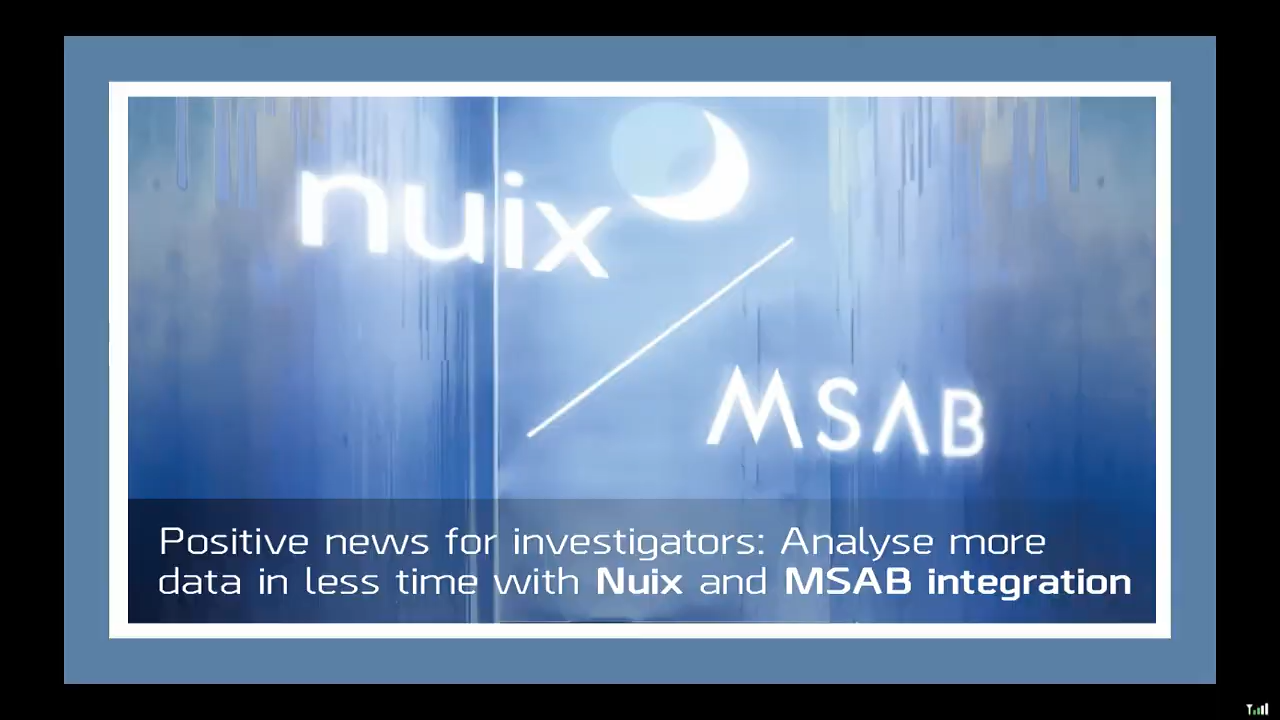 nuix
MSAB
Positive news for investigators: Analyse more
data in less time with Nuix and MSAB integration